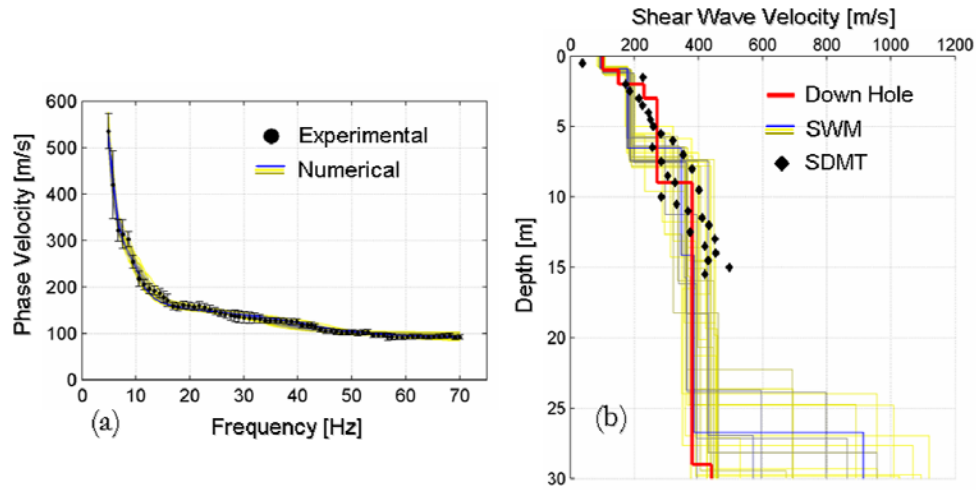 600
500
400
300
200
100
0
Phase Velocity [m/s]
Experimental
Numerical
0 10 20 30 40 50 60 70
Frequency [Hz]
(a)
Shear Wave Velocity [m/s]
0 200 400 600 800 1000 1200
0
5
10
15
20
25
30
Depth [m]
Down Hole
SWM
SDMT
(b)